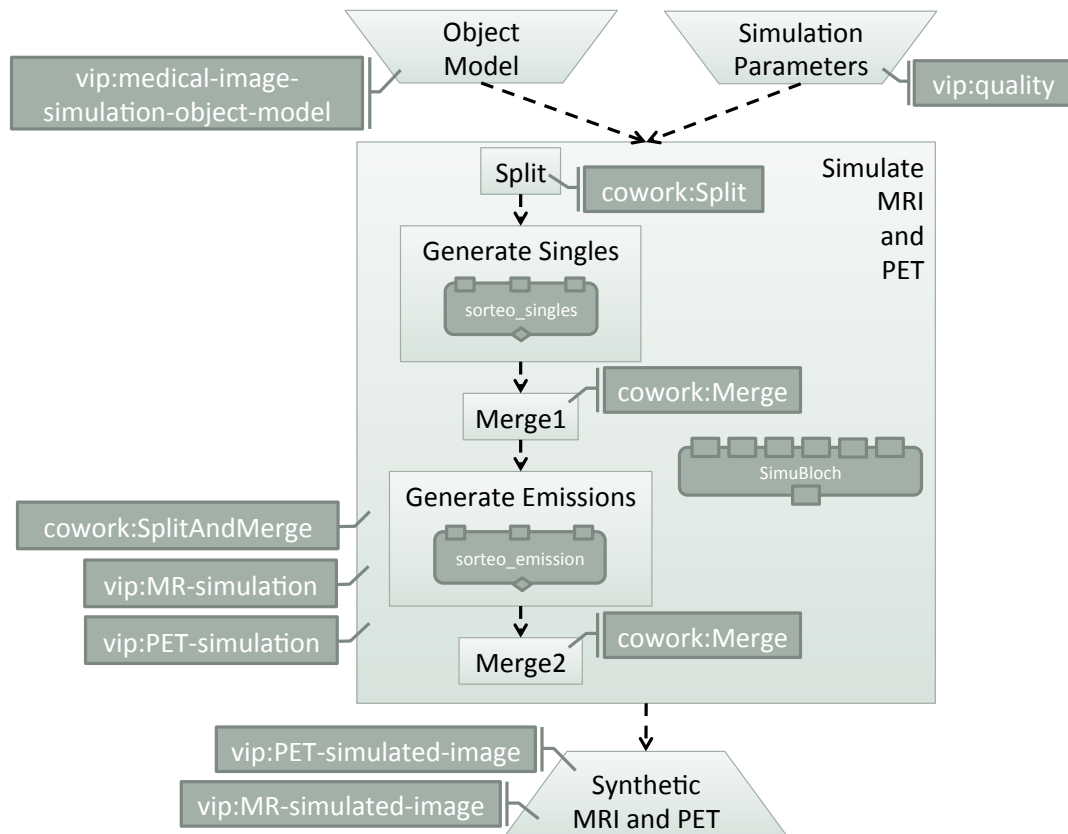 Object
Model
Simulation
Parameters
vip:medical-image-
simulation-object-model
vip:quality
Simulate
MRI
and
PET
Split
cowork:Split
Generate Singles
sorteo_singles
cowork:Merge
Merge1
SimuBloch
Generate Emissions
cowork:SplitAndMerge
sorteo_emission
vip:MR-simulation
vip:PET-simulation
cowork:Merge
Merge2
vip:PET-simulated-image
vip:MR-simulated-image
Synthetic
MRI and PET